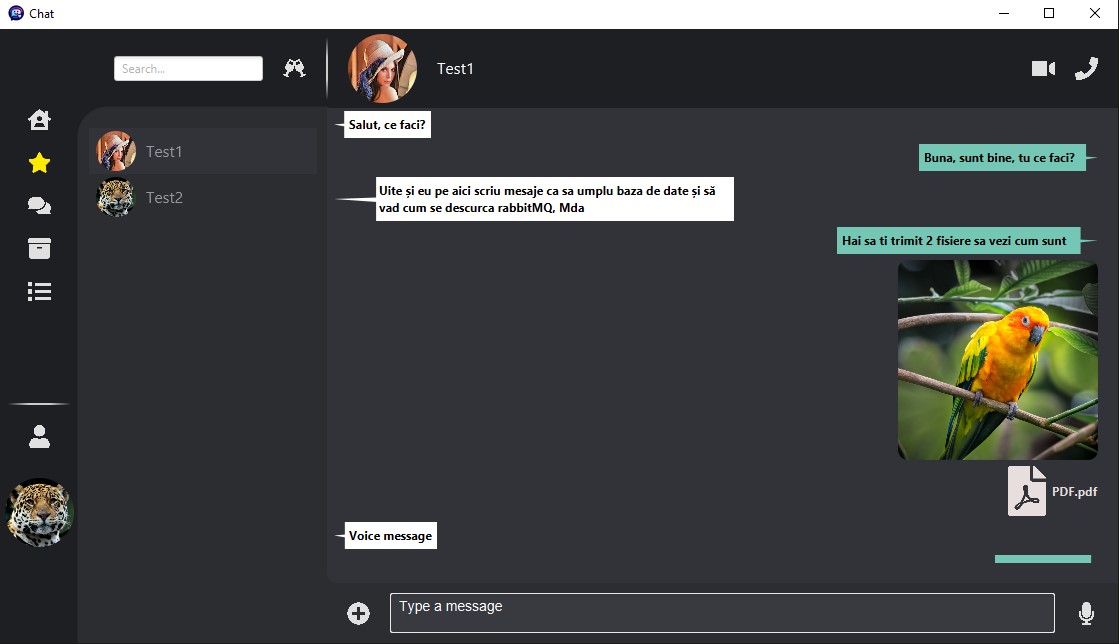 Chat
Search...
Test1
Test1
Test2
Salut, ce faci?
Buna, sunt bine, tu ce faci?
Uite și eu pe aici scriu mesaje ca sa umplu baza de date și să
vad cum se descurca rabbitMQ, Mda
Hai sa ti trimit 2 fisiere sa vezi cum sunt
PDF.pdf
Voice message
Type a message